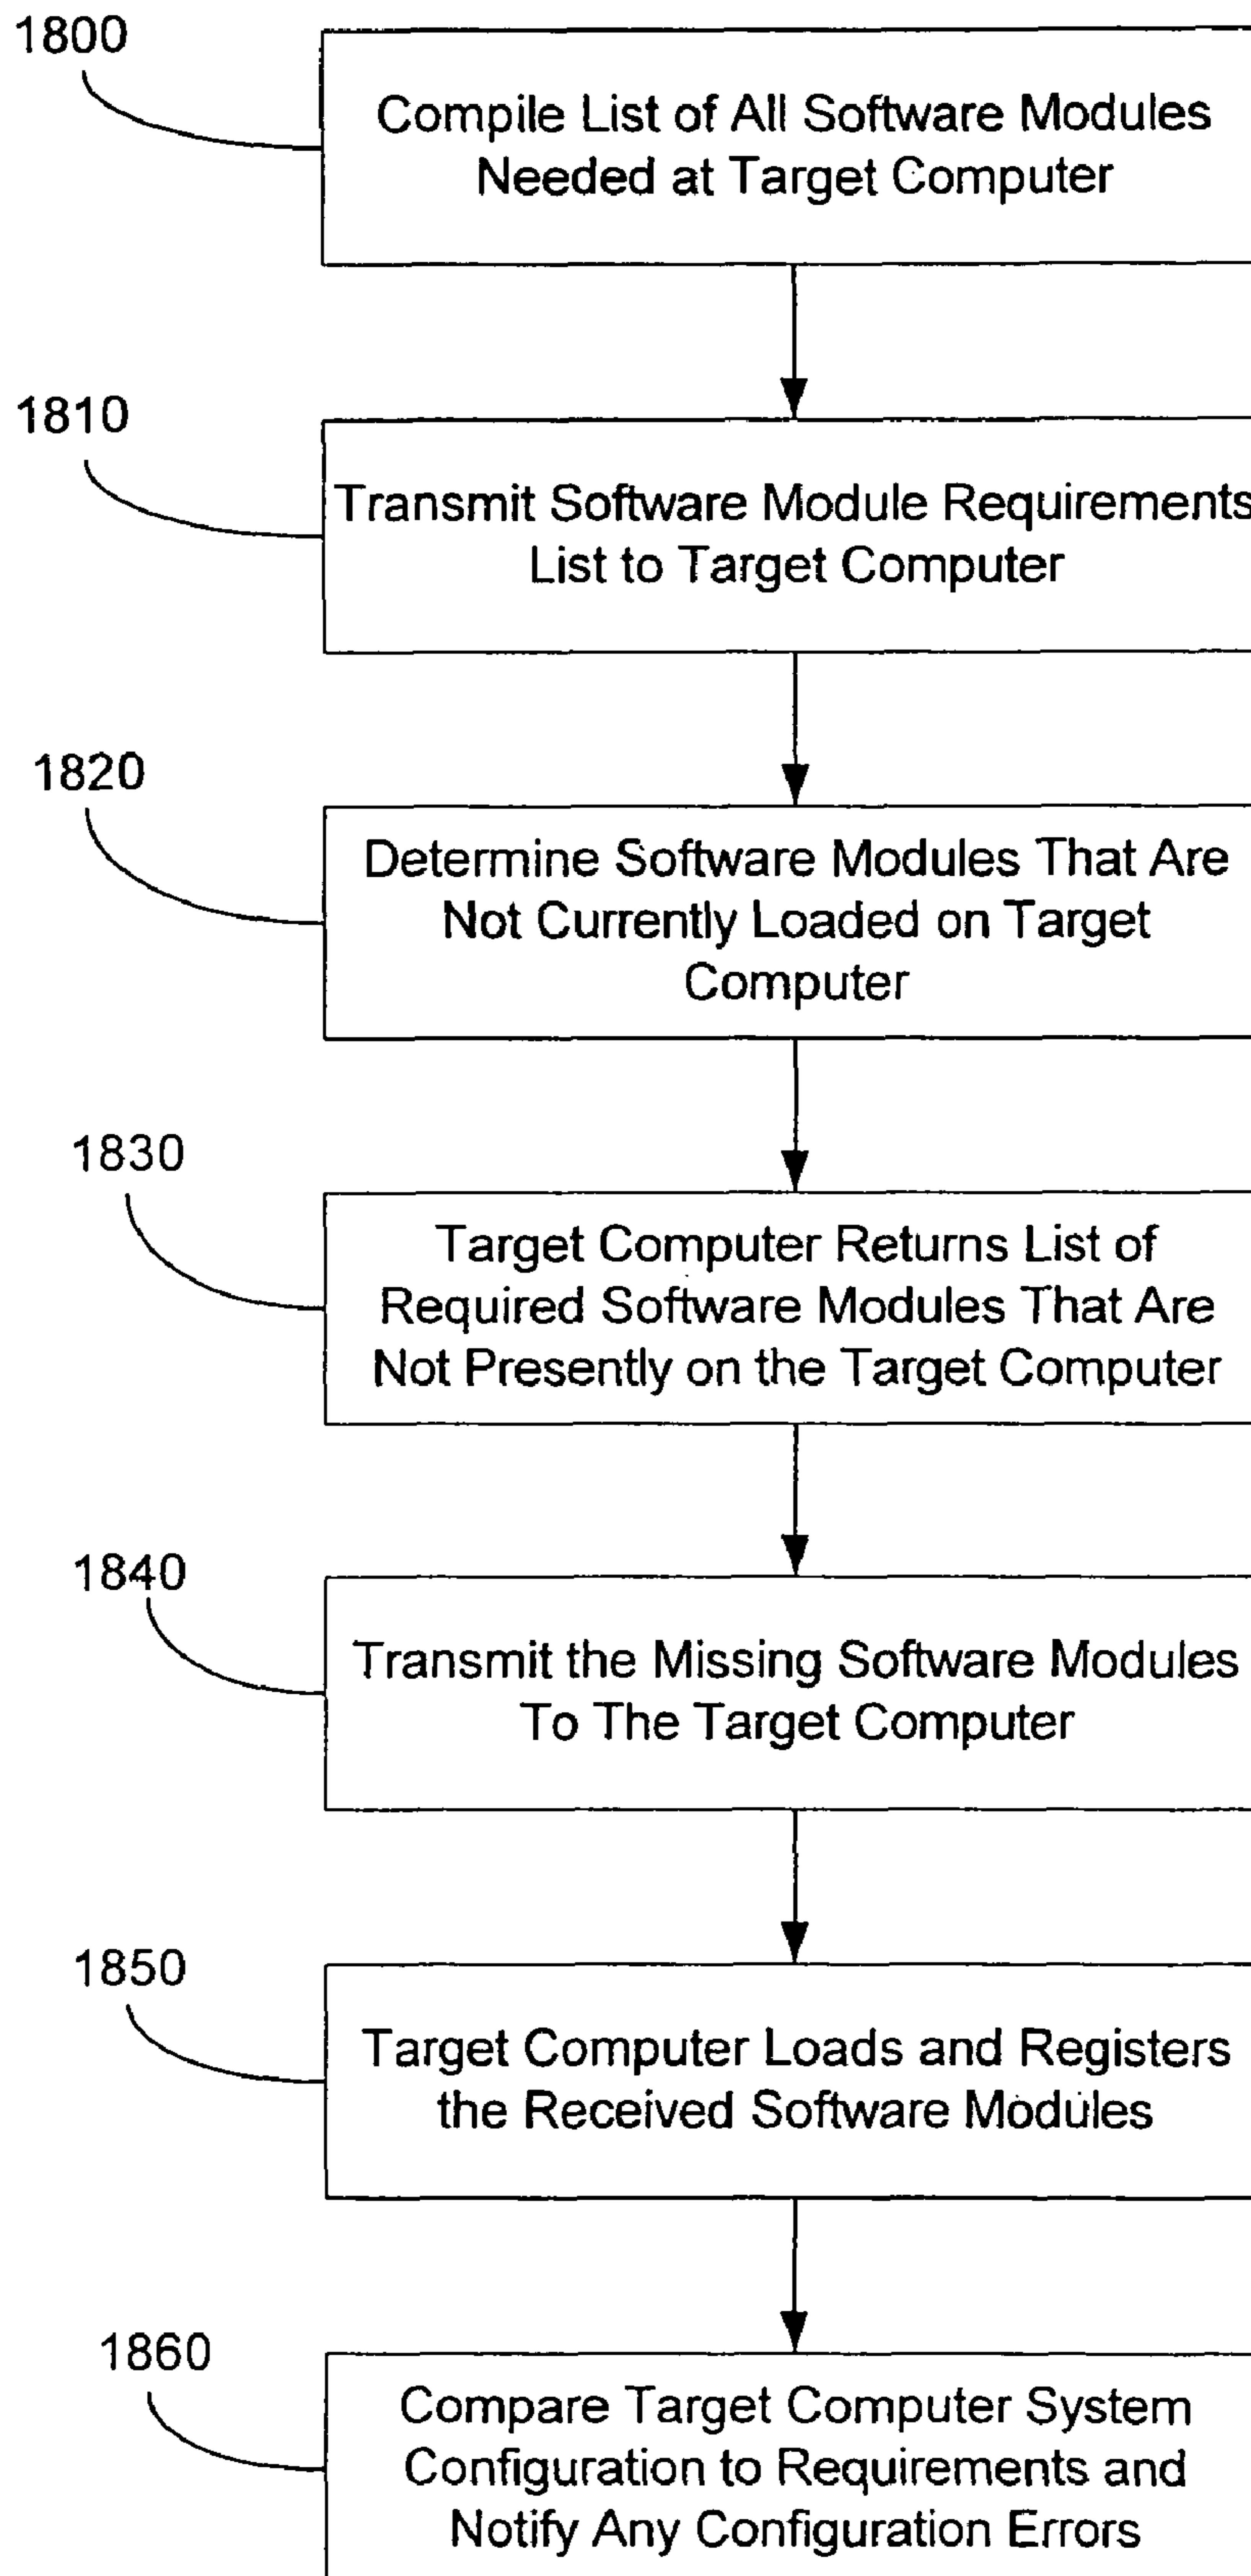 1800
Compile List of All Software Modules
Needed at Target Computer
1810
Transmit Software Module Requirements
List to Target Computer
1820
Determine Software Modules That Are
Not Currently Loaded on Target
Computer
1830
Target Computer Returns List of
Required Software Modules That Are
Not Presently on the Target Computer
1840
Transmit the Missing Software Modules
To The Target Computer
1850
Target Computer Loads and Registers
the Received Software Modules
1860
Compare Target Computer System
Configuration to Requirements and
Notify Any Configuration Errors